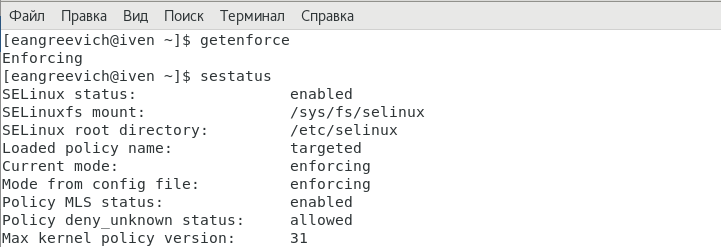 Файл Правка Вид Поиск Терминал Справка
[eangreevich@iven ~]$ getenforce
Enforcing
[eangreevich@iven ~]$ sestatus
SELinux status:                 enabled
SELinuxfs mount:                /sys/fs/selinux
SELinux root directory:         /etc/selinux
Loaded policy name:             targeted
Current mode:                   enforcing
Mode from config file:          enforcing
Policy MLS status:              enabled
Policy deny_unknown status:     allowed
Max kernel policy version:      31